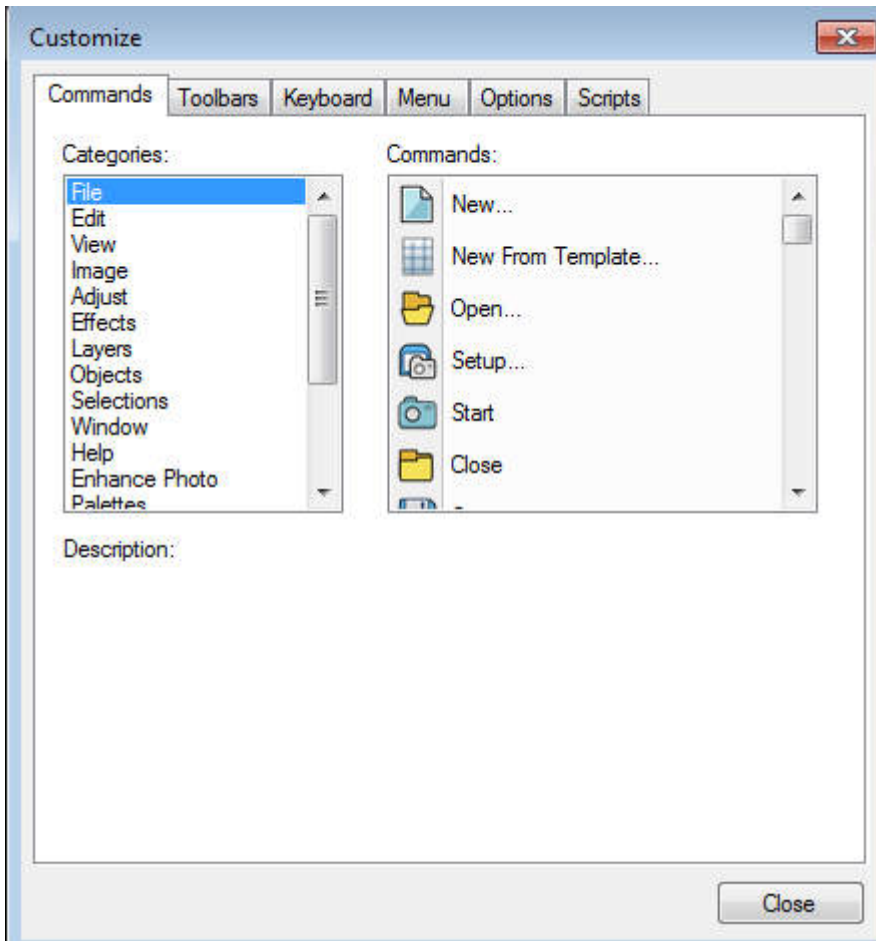 Customize
Commands Toolbars Keyboard Menu Options Scripts
Categories: Commands:
File
Edit
View
Image
Adjust
Effects
Layers
Objects
Selections
Window
Help
Enhance Photo
Palettes
New...
New From Template...
Open...
Setup...
Start
Close
Description:
Close